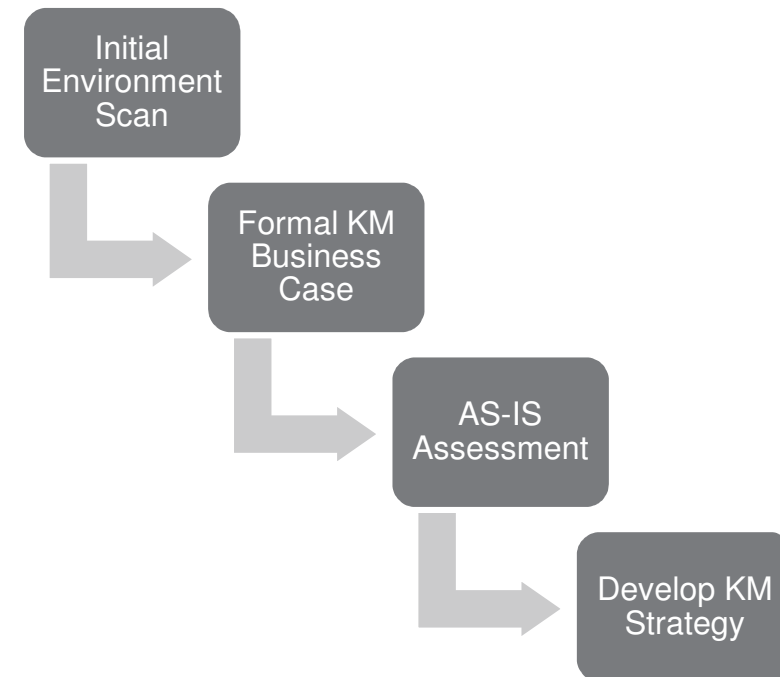 Initial
Environment
Scan
Formal KM
Business
Case
AS-IS
Assessment
Develop KM
Strategy